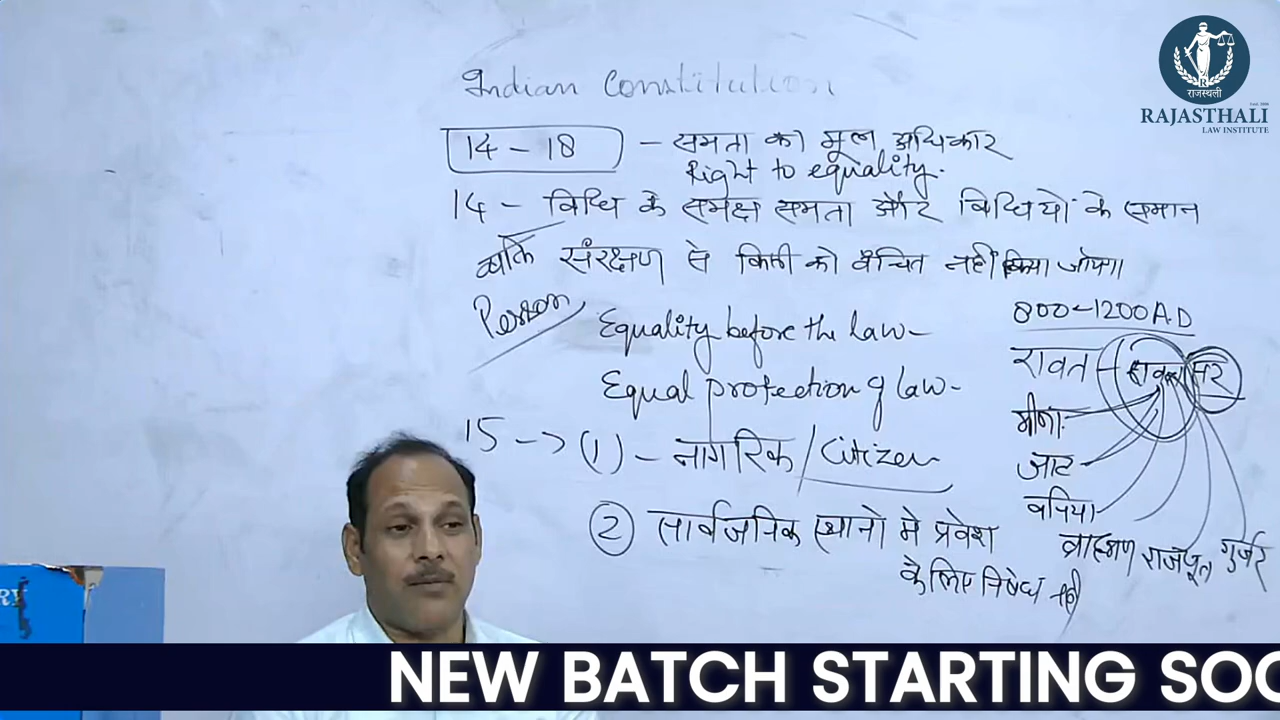 Indian Constitution
14 - 18 - समता का मूल अधिकार
Right to equality.
14 - विधि के समक्ष समता और विधियों के समान
संरक्षण से किसी को वंचित नहीं किया जायेगा
व्यक्ति
Person
Equality before the law -
Equal protection of law -
15 -> (1) - नागरिक / Citizen
2 सार्वजनिक स्थानो मे प्रवेश
के लिए निषेध नही
800-1200 A.D
रावत -
सर
मीणा
जाट
बनिया
ब्राह्मण राजपूत गुर्जर
राजस्थली
RAJASTHALI
LAW INSTITUTE
RY
NEW BATCH STARTING SOO